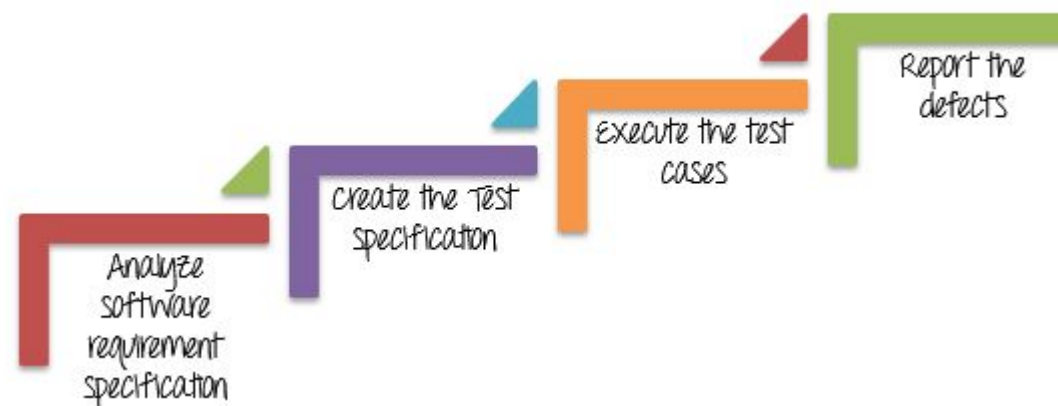 Analyze
software
requirement
specification
Create the Test
specification
Execute the test
cases
Report the
defects